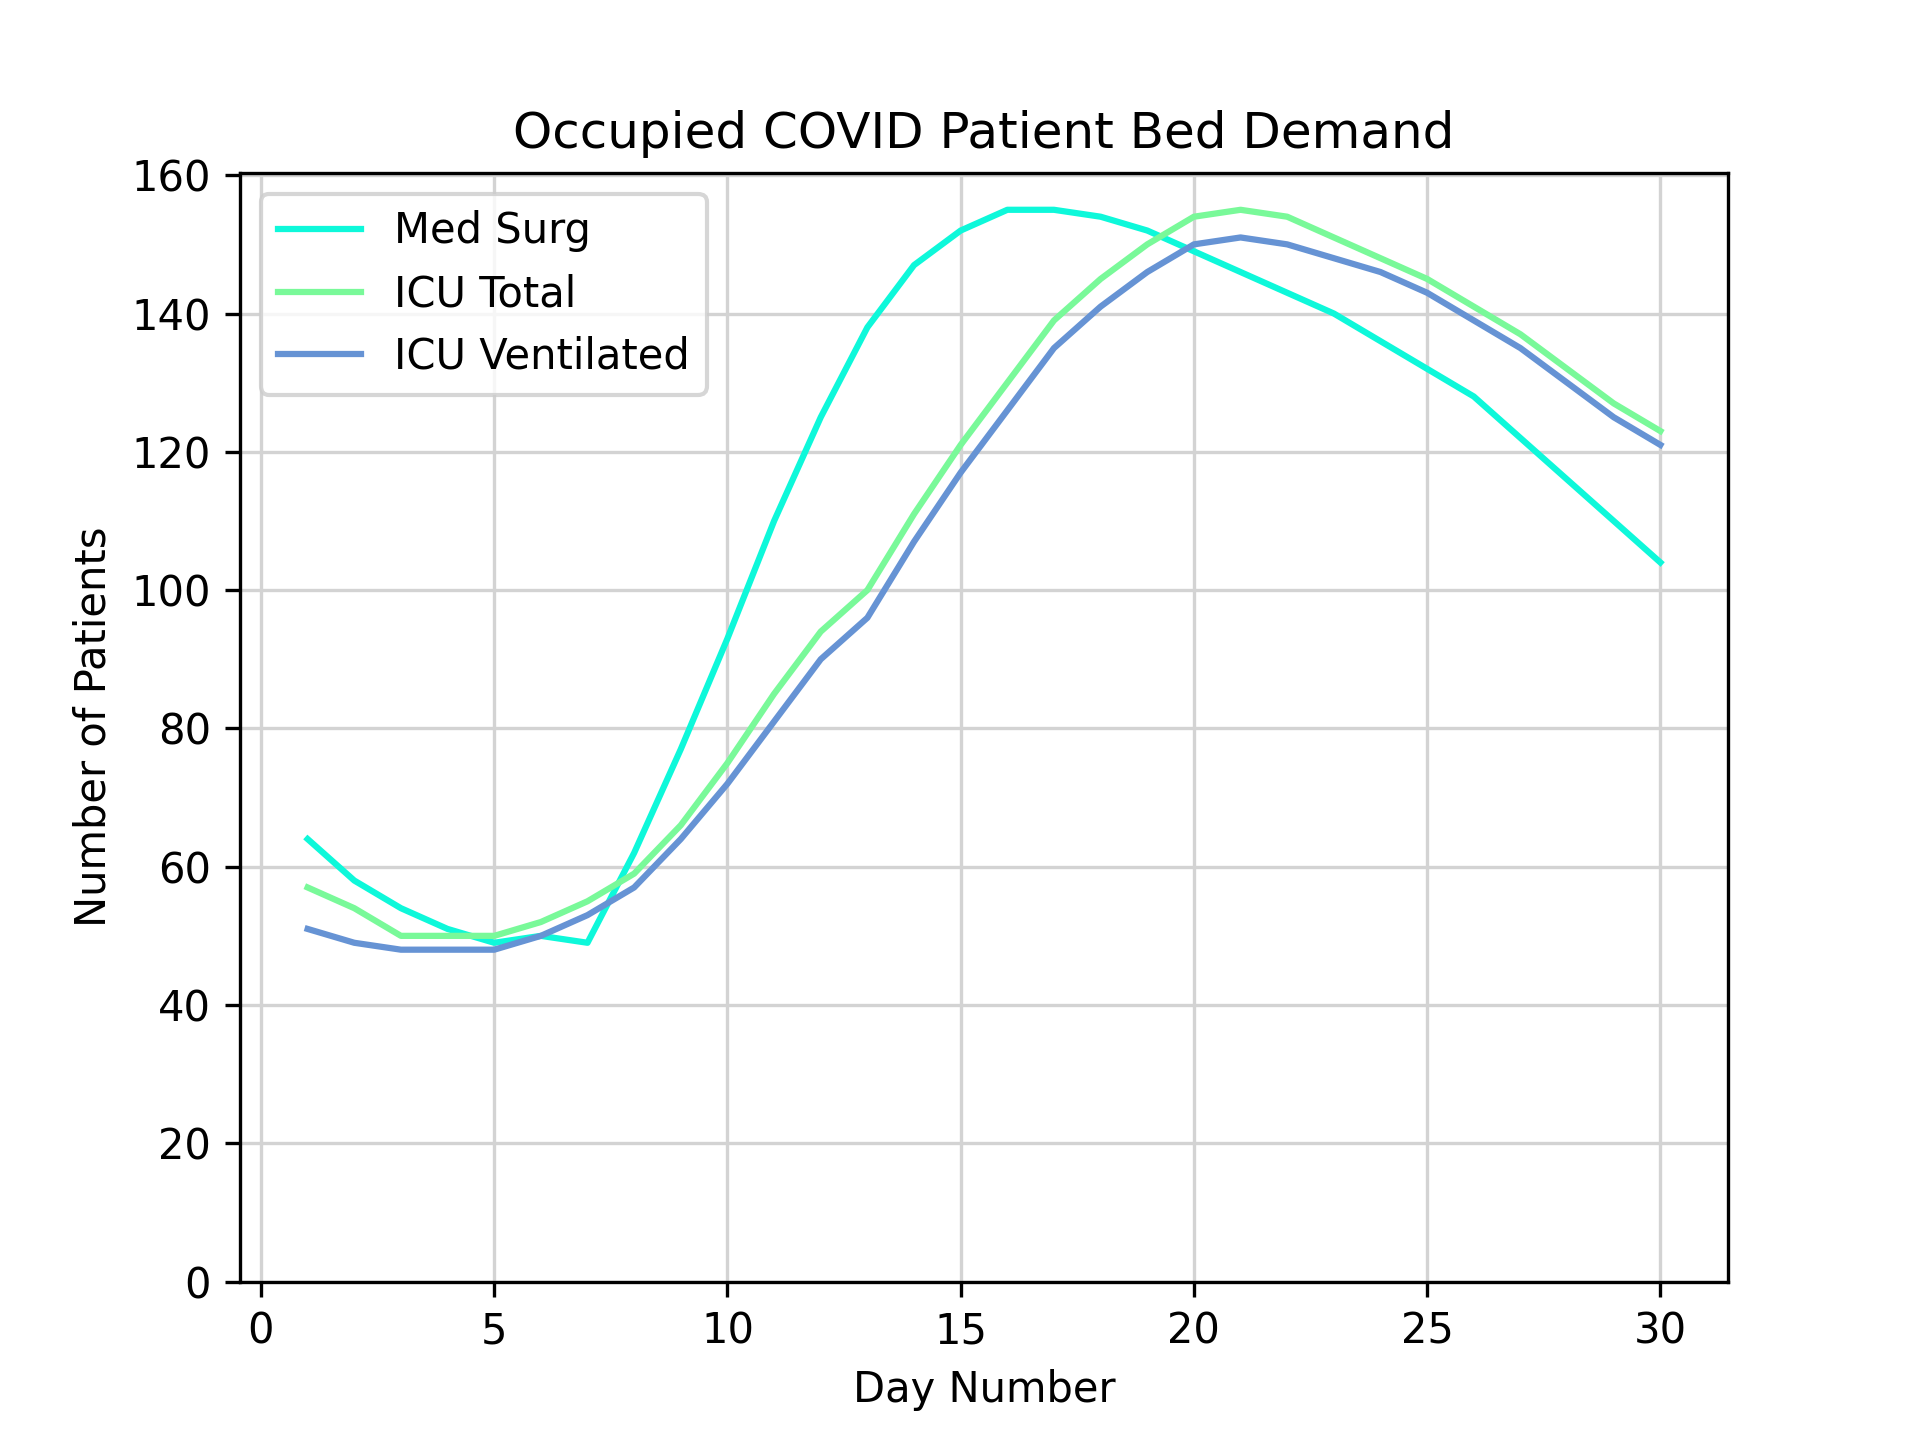 Occupied COVID Patient Bed Demand
Med Surg
ICU Total
ICU Ventilated
Number of Patients
160
140
120
100
80
60
40
20
0
0 5 10 15 20 25 30
Day Number